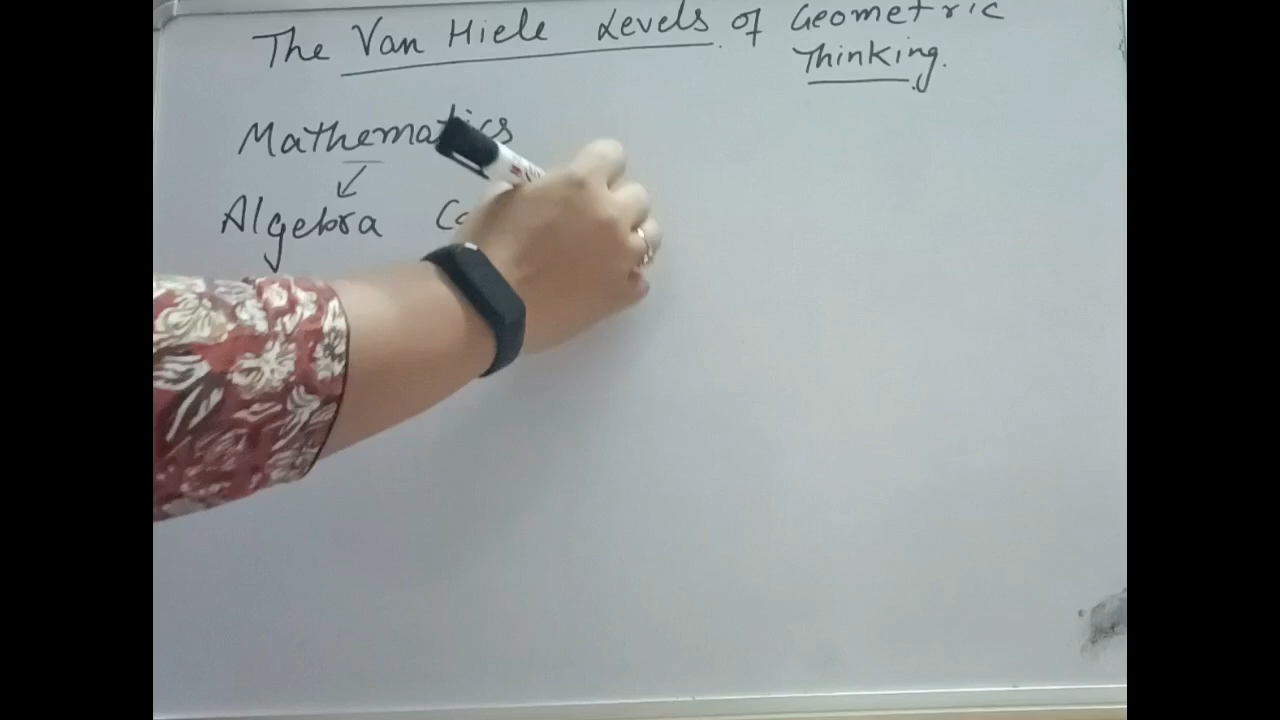 The Van Hiele Levels of Geometric
Thinking.
Mathematics
Algebra